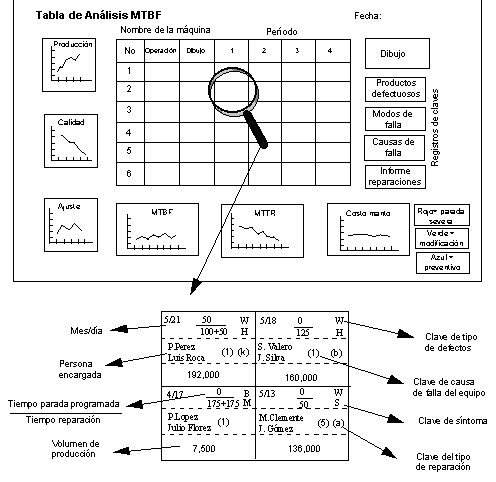 Tabla de Análisis MTBF
Fecha:
Nombre de la máquina
Periodo
Producción
No Operación Dibujo 1 2 3 4
1
2
3
4
5
6
Calidad
Dibujo
Productos
defectuosos
Modos de
falla
Causas de
falla
Informe
reparaciones
Registros de claves
Ajuste
MTBF
MTTR
Costo manto
Rojo= parada
severa
Verde =
modificación
Azul =
preventivo
5/21 50 W
100+50 H
P.Perez (1) (k)
Luis Roca
192,000
5/18 0 W
125 H
S. Valero (1) (b)
J. Silva
160,000
4/17 0 B
175+175 M
P.Lopez (1)
Julio Florez
7,500
5/13 0 W
50 S
M.Clemente (5) (a)
J. Gómez
136,000
Mes/día
Persona
encargada
Tiempo parada programada
Tiempo reparación
Volumen de
producción
Clave de tipo
de defectos
Clave de causa
de falla del equipo
Clave de síntoma
Clave del tipo
de reparación